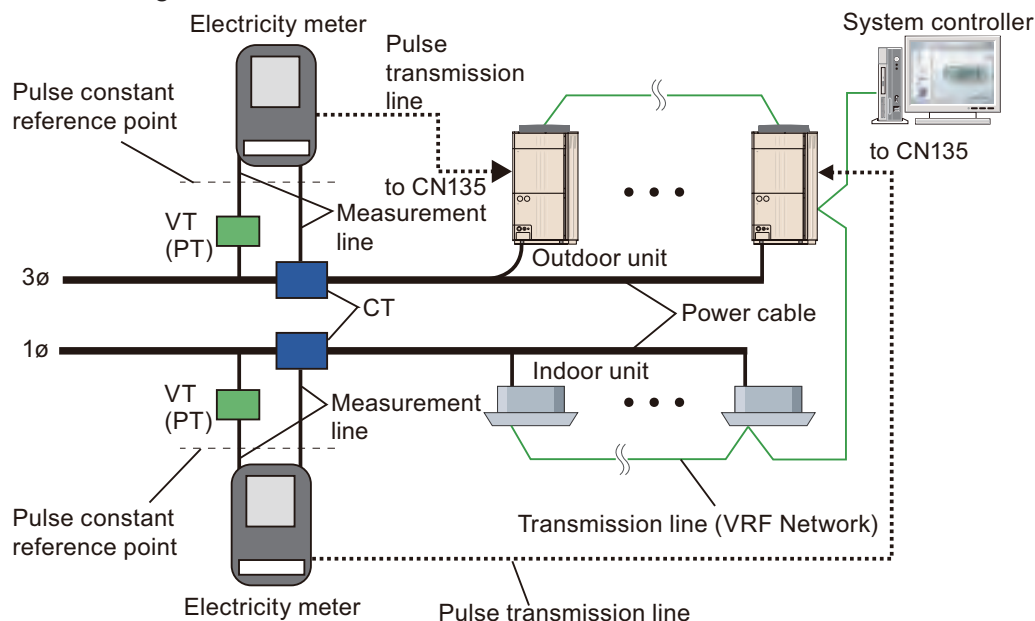 Electricity meter
System controller
Pulse
transmission
line
Pulse constant
reference point
to CN135
to CN135
VT
(PT)
Measurement
line
Outdoor unit
3ø
CT
Power cable
1ø
Indoor unit
VT
(PT)
Measurement
line
Pulse constant
reference point
Transmission line (VRF Network)
Electricity meter
Pulse transmission line